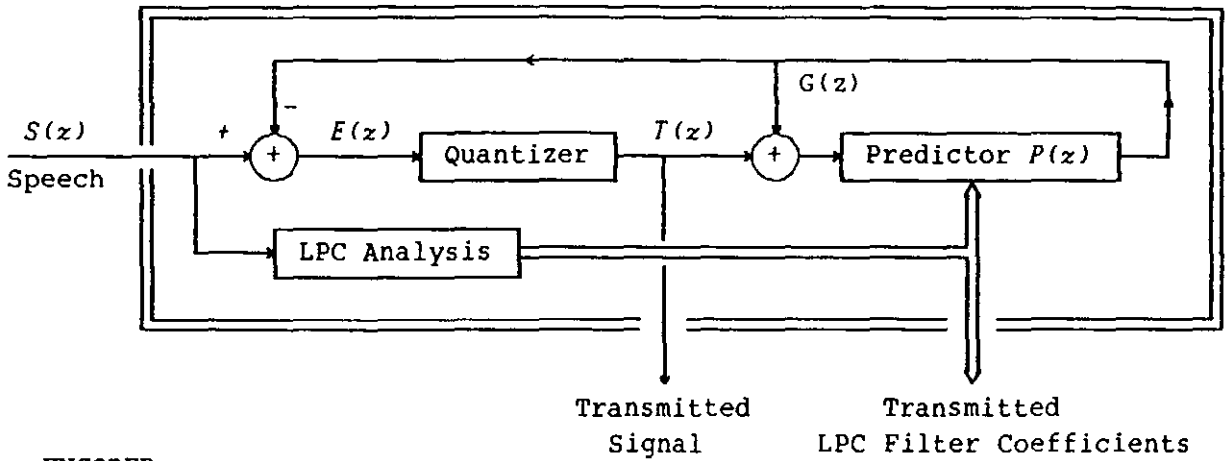 G(z)
S(z) + − E(z) T(z)
+ Quantizer + Predictor P(z)
Speech
LPC Analysis
Transmitted Transmitted
Signal LPC Filter Coefficients